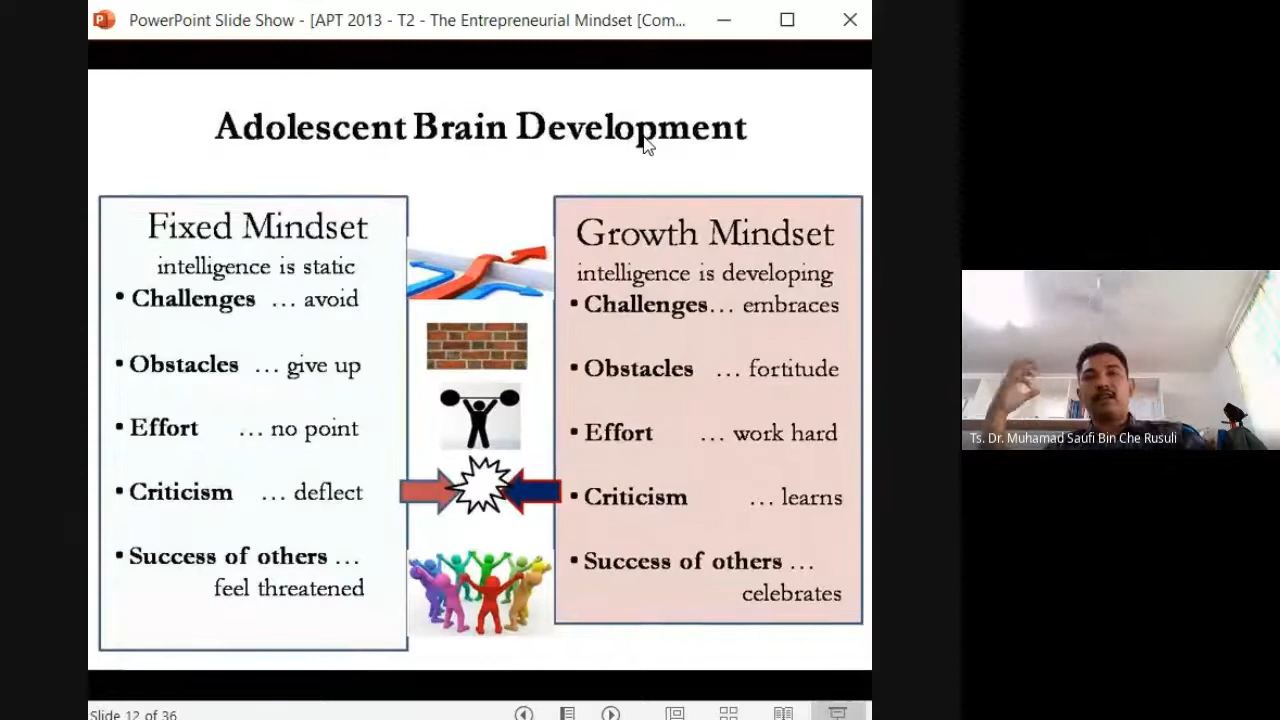 PowerPoint Slide Show - [APT 2013 - T2 - The Entrepreneurial Mindset [Com...
Adolescent Brain Development
Fixed Mindset
intelligence is static
• Challenges … avoid
• Obstacles … give up
• Effort … no point
• Criticism … deflect
• Success of others …
feel threatened
Growth Mindset
intelligence is developing
• Challenges… embraces
• Obstacles … fortitude
• Effort … work hard
• Criticism … learns
• Success of others …
celebrates
Ts. Dr. Muhamad Saufi Bin Che Rusuli
Slide 12 of 36